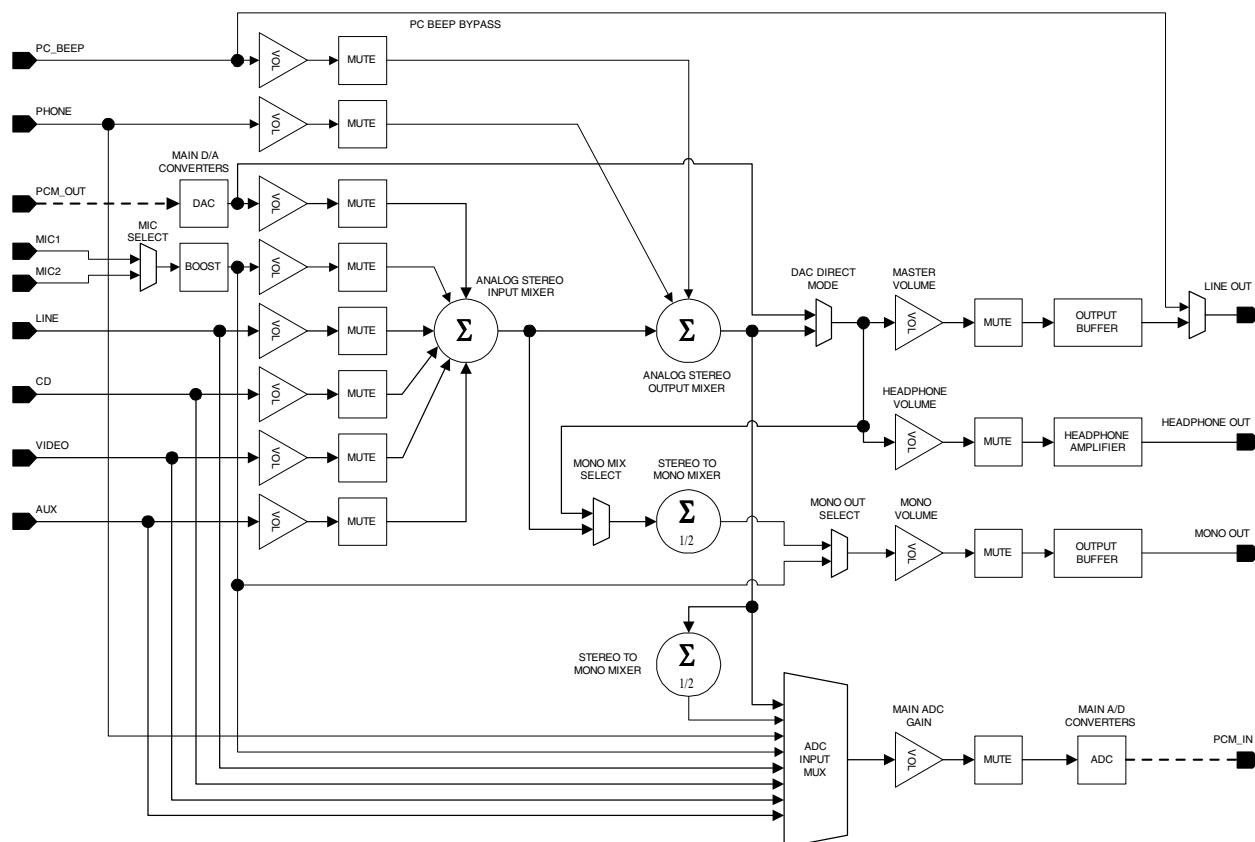 PC BEEP BYPASS
PC_BEEP
VOL
MUTE
PHONE
VOL
MUTE
MAIN D/A
CONVERTERS
PCM_OUT
DAC
VOL
MUTE
MIC1
MIC2
MIC
SELECT
BOOST
VOL
MUTE
LINE
VOL
MUTE
CD
VOL
MUTE
VIDEO
VOL
MUTE
AUX
VOL
MUTE
ANALOG STEREO
INPUT MIXER
Σ
Σ
ANALOG STEREO
OUTPUT MIXER
DAC DIRECT
MODE
MASTER
VOLUME
VOL
MUTE
OUTPUT
BUFFER
LINE OUT
HEADPHONE
VOLUME
VOL
MUTE
HEADPHONE
AMPLIFIER
HEADPHONE OUT
MONO MIX
SELECT
STEREO TO
MONO MIXER
Σ
1/2
MONO OUT
SELECT
MONO
VOLUME
VOL
MUTE
OUTPUT
BUFFER
MONO OUT
STEREO TO
MONO MIXER
Σ
1/2
ADC
INPUT
MUX
MAIN ADC
GAIN
VOL
MUTE
MAIN A/D
CONVERTERS
ADC
PCM_IN